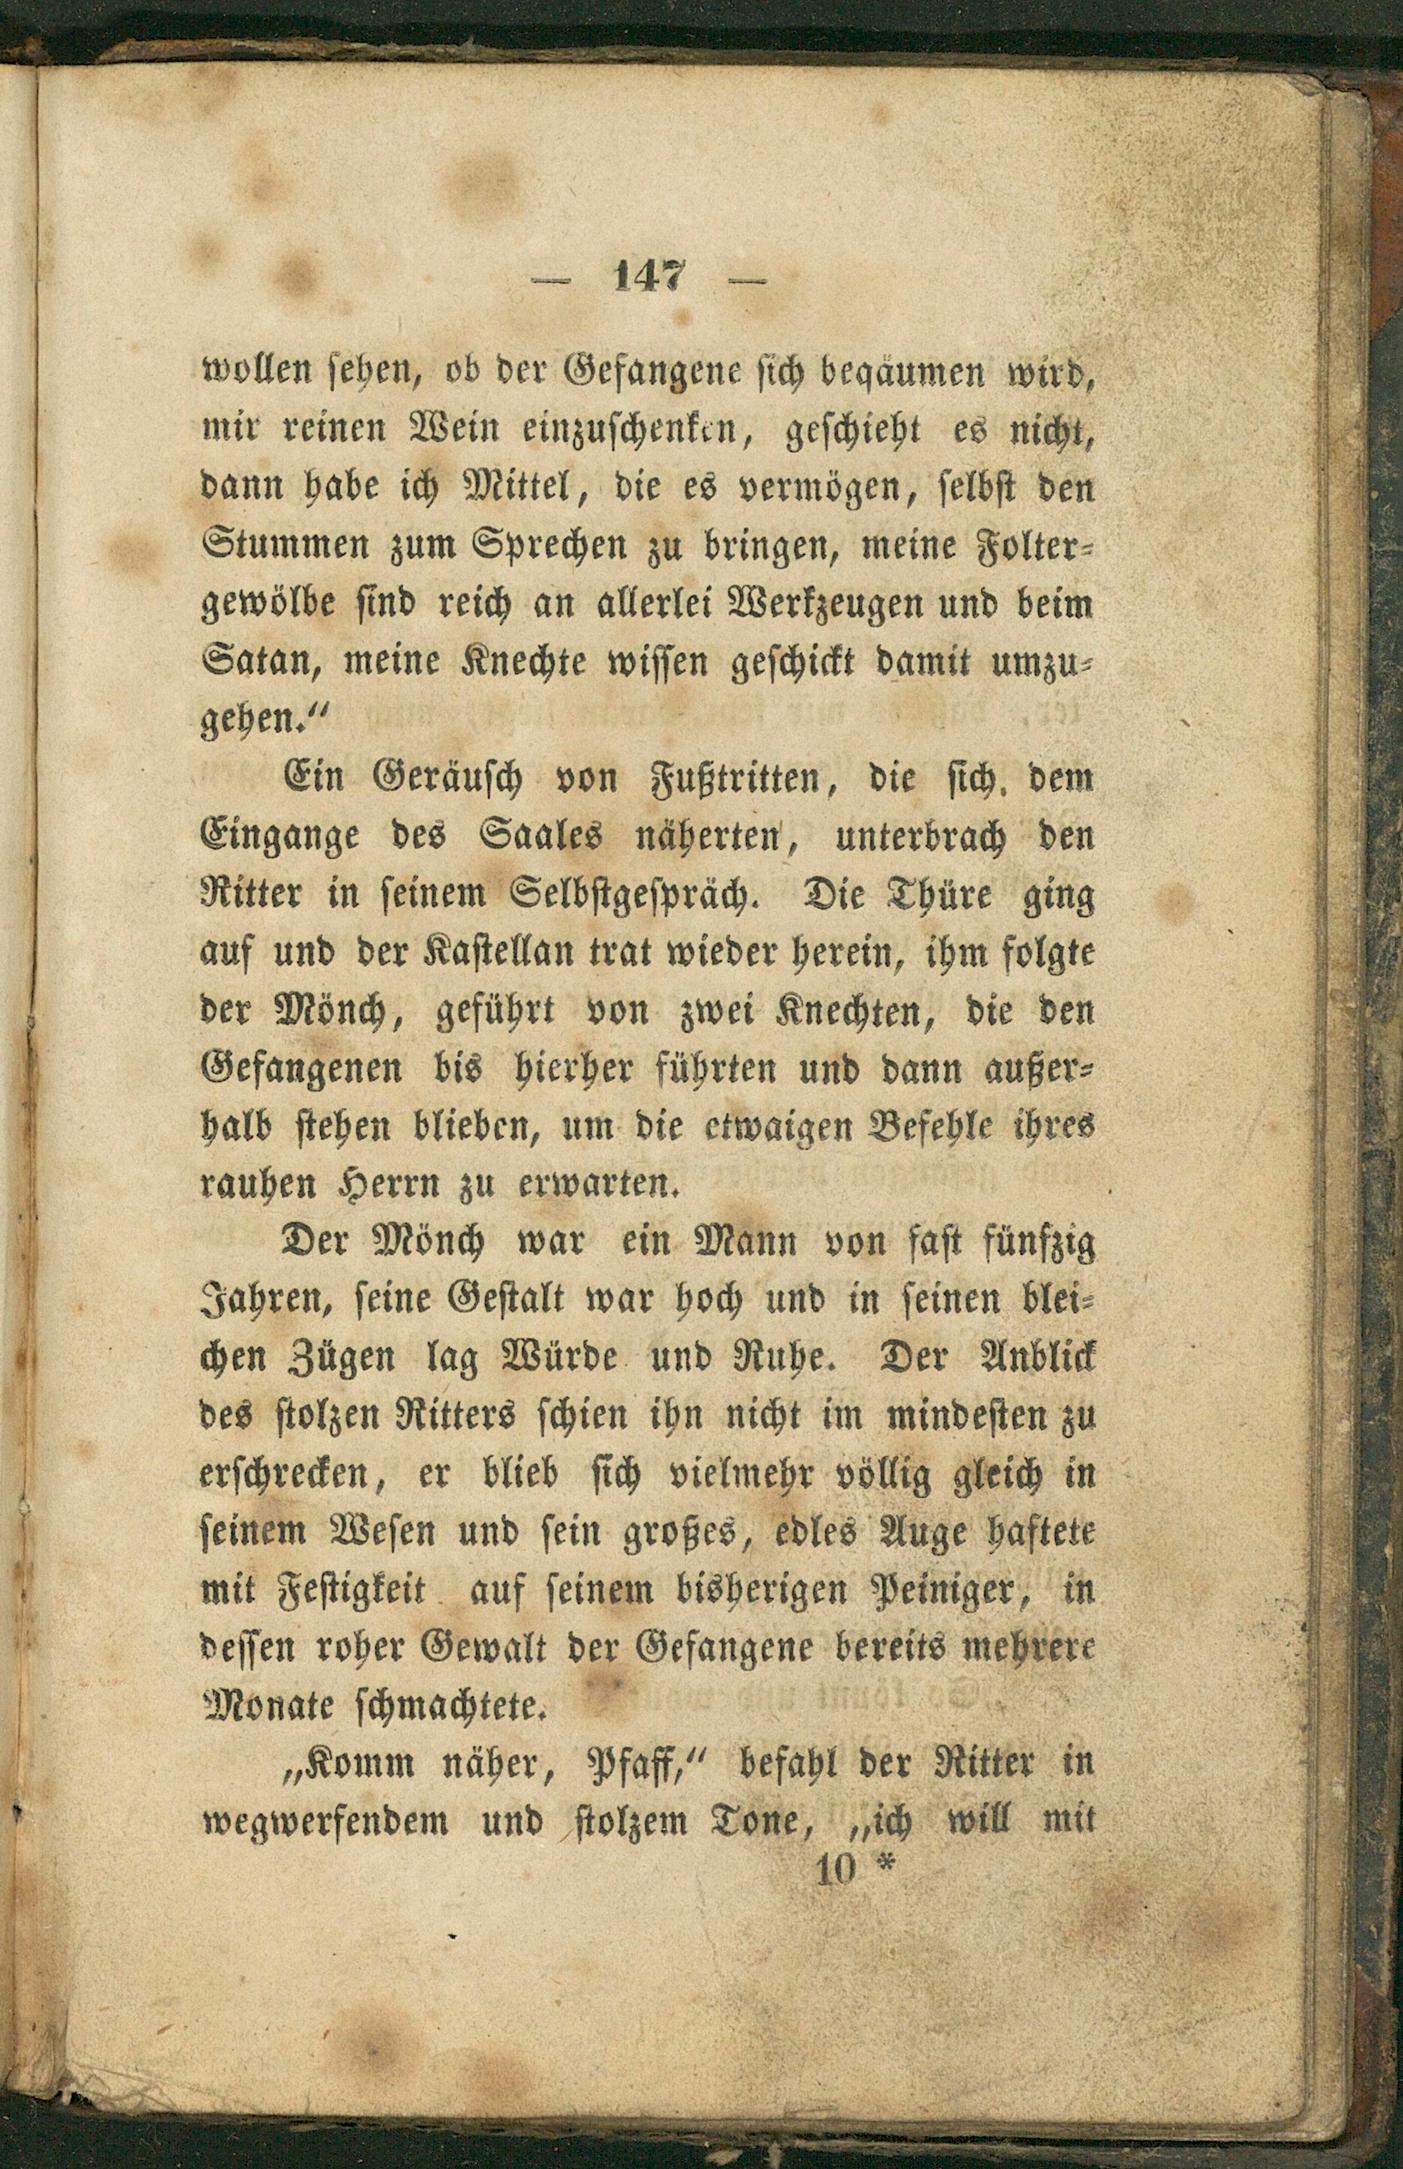 — 147 —
wollen sehen, ob der Gefangene sich beqäumen wird,
mir reinen Wein einzuschenken, geschieht es nicht,
dann habe ich Mittel, die es vermögen, selbst den
Stummen zum Sprechen zu bringen, meine Folter-
gewölbe sind reich an allerlei Werkzeugen und beim
Satan, meine Knechte wissen geschickt damit umzu-
gehen.“
Ein Geräusch von Fußtritten, die sich dem
Eingange des Saales näherten, unterbrach den
Ritter in seinem Selbstgespräch. Die Thüre ging
auf und der Kastellan trat wieder herein, ihm folgte
der Mönch, geführt von zwei Knechten, die den
Gefangenen bis hierher führten und dann außer-
halb stehen blieben, um die etwaigen Befehle ihres
rauhen Herrn zu erwarten.
Der Mönch war ein Mann von fast fünfzig
Jahren, seine Gestalt war hoch und in seinen blei-
chen Zügen lag Würde und Ruhe. Der Anblick
des stolzen Ritters schien ihn nicht im mindesten zu
erschrecken, er blieb sich vielmehr völlig gleich in
seinem Wesen und sein großes, edles Auge haftete
mit Festigkeit auf seinem bisherigen Peiniger, in
dessen roher Gewalt der Gefangene bereits mehrere
Monate schmachtete.
„Komm näher, Pfaff,“ befahl der Ritter in
wegwerfendem und stolzem Tone, „ich will mit
10 *